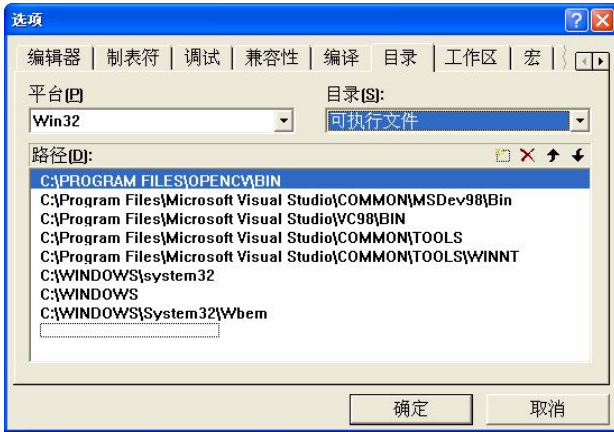 选项
编辑器 制表符 调试 兼容性 编译 目录 工作区 宏
平台(P) 目录(S):
Win32 可执行文件
路径(D):
C:\PROGRAM FILES\OPENCV\BIN
C:\Program Files\Microsoft Visual Studio\COMMON\MSDev98\Bin
C:\Program Files\Microsoft Visual Studio\VC98\BIN
C:\Program Files\Microsoft Visual Studio\COMMON\TOOLS
C:\Program Files\Microsoft Visual Studio\COMMON\TOOLS\WINNT
C:\WINDOWS\system32
C:\WINDOWS
C:\WINDOWS\System32\Wbem
确定 取消